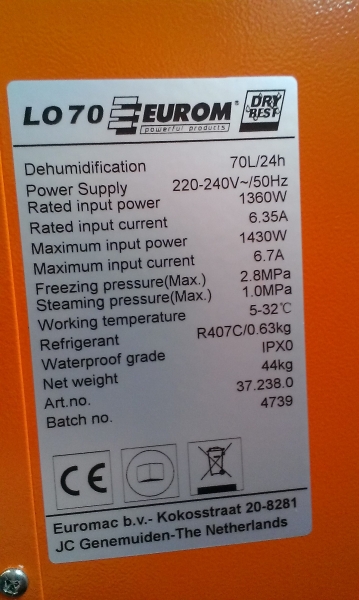 LO 70 EUROM DRY BEST
powerful products
Dehumidification 70L/24h
Power Supply 220-240V~/50Hz
Rated input power 1360W
Rated input current 6.35A
Maximum input power 1430W
Maximum input current 6.7A
Freezing pressure(Max.) 2.8MPa
Steaming pressure(Max.) 1.0MPa
Working temperature 5-32℃
Refrigerant R407C/0.63kg
Waterproof grade IPX0
Net weight 44kg
Art.no. 37.238.0
Batch no. 4739
CE
Euromac b.v.- Kokosstraat 20-8281
JC Genemuiden-The Netherlands